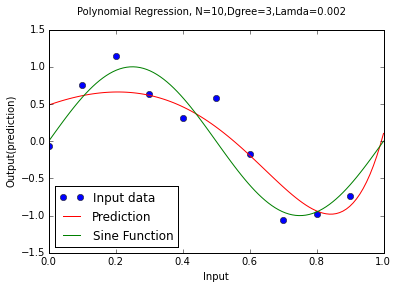 Polynomial Regression, N=10,Dgree=3,Lamda=0.002
Output(prediction)
1.5
1.0
0.5
0.0
−0.5
−1.0
−1.5
Input data
Prediction
Sine Function
0.0 0.2 0.4 0.6 0.8 1.0
Input